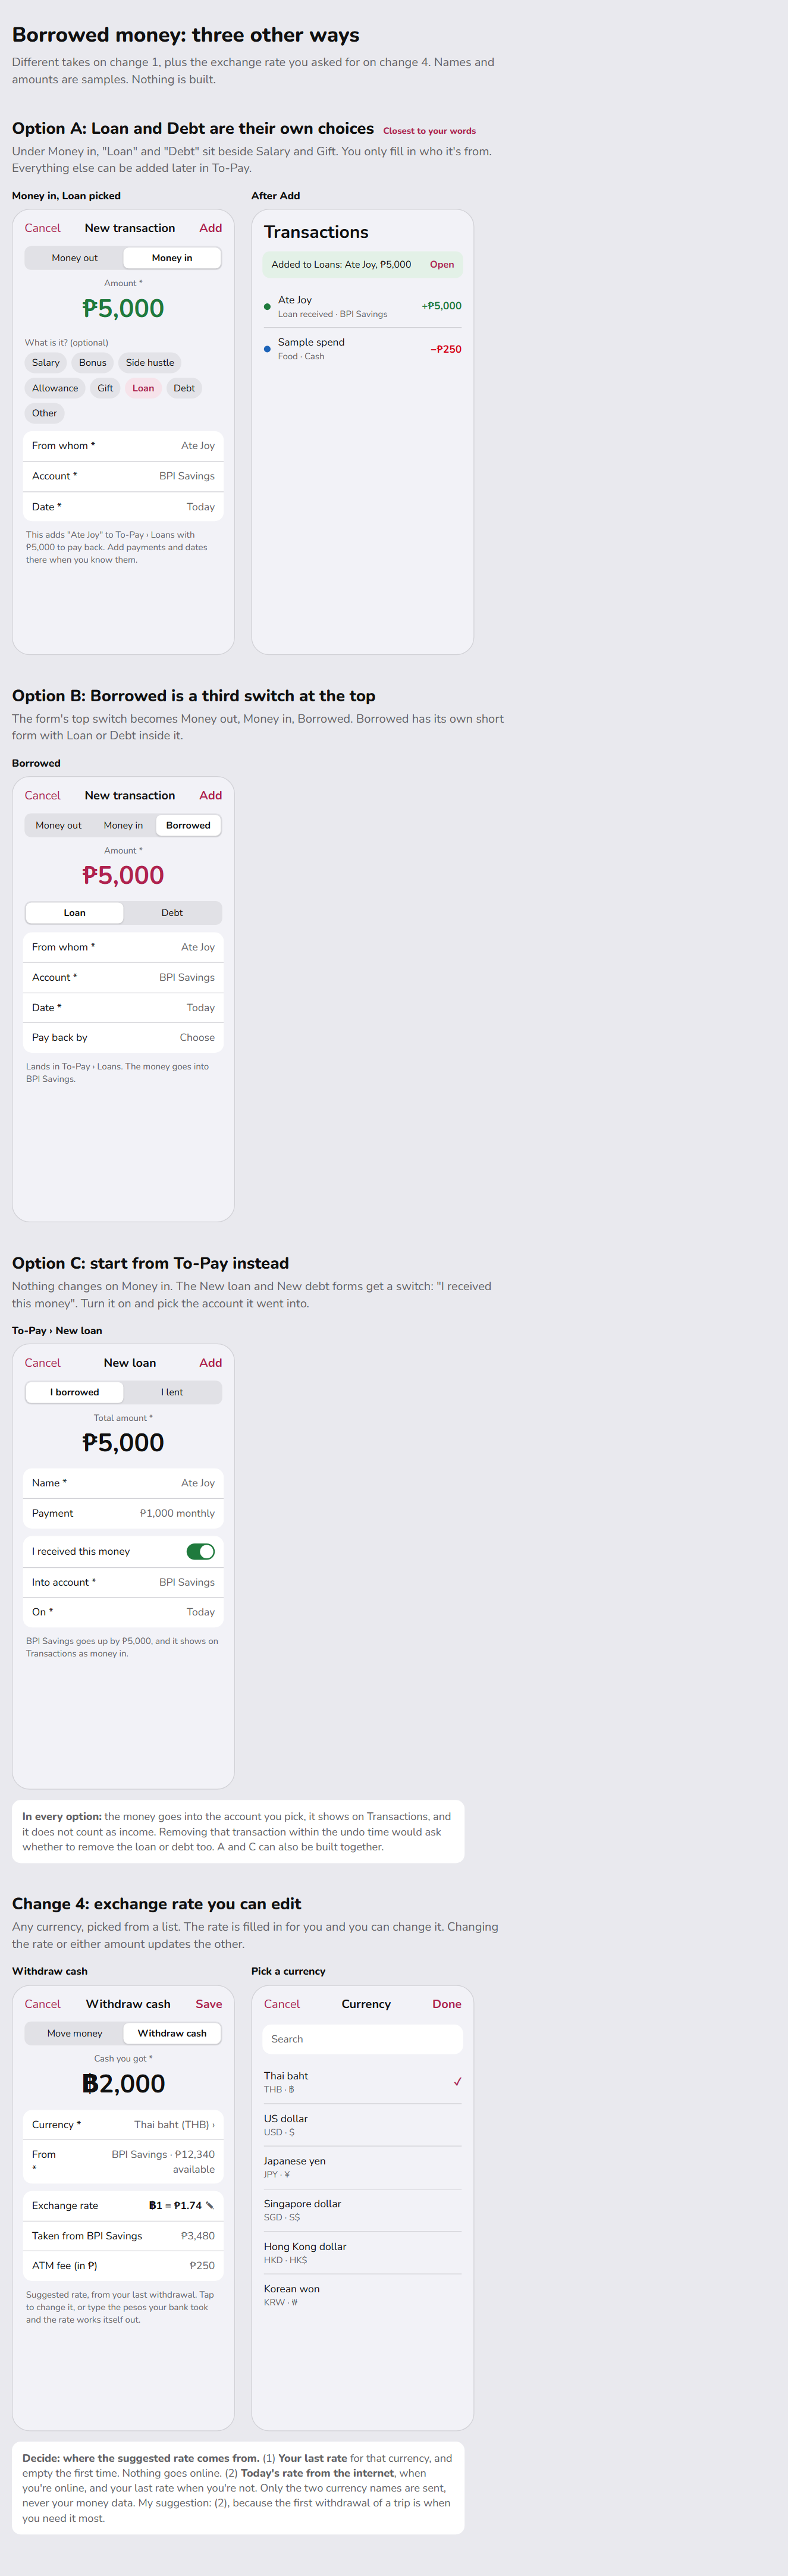 Borrowed money: three other ways
Different takes on change 1, plus the exchange rate you asked for on change 4. Names and
amounts are samples. Nothing is built.
Option A: Loan and Debt are their own choices Closest to your words
Under Money in, "Loan" and "Debt" sit beside Salary and Gift. You only fill in who it's from.
Everything else can be added later in To-Pay.
Money in, Loan picked
Cancel New transaction Add
Money out Money in
Amount *
₱5,000
What is it? (optional)
Salary Bonus Side hustle
Allowance Gift Loan Debt
Other
From whom * Ate Joy
Account * BPI Savings
Date * Today
This adds "Ate Joy" to To-Pay › Loans with
₱5,000 to pay back. Add payments and dates
there when you know them.
After Add
Transactions
Added to Loans: Ate Joy, ₱5,000 Open
Ate Joy +₱5,000
Loan received · BPI Savings
Sample spend −₱250
Food · Cash
Option B: Borrowed is a third switch at the top
The form's top switch becomes Money out, Money in, Borrowed. Borrowed has its own short
form with Loan or Debt inside it.
Borrowed
Cancel New transaction Add
Money out Money in Borrowed
Amount *
₱5,000
Loan Debt
From whom * Ate Joy
Account * BPI Savings
Date * Today
Pay back by Choose
Lands in To-Pay › Loans. The money goes into
BPI Savings.
Option C: start from To-Pay instead
Nothing changes on Money in. The New loan and New debt forms get a switch: "I received
this money". Turn it on and pick the account it went into.
To-Pay › New loan
Cancel New loan Add
I borrowed I lent
Total amount *
₱5,000
Name * Ate Joy
Payment ₱1,000 monthly
I received this money
Into account * BPI Savings
On * Today
BPI Savings goes up by ₱5,000, and it shows on
Transactions as money in.
In every option: the money goes into the account you pick, it shows on Transactions, and
it does not count as income. Removing that transaction within the undo time would ask
whether to remove the loan or debt too. A and C can also be built together.
Change 4: exchange rate you can edit
Any currency, picked from a list. The rate is filled in for you and you can change it. Changing
the rate or either amount updates the other.
Withdraw cash
Cancel Withdraw cash Save
Move money Withdraw cash
Cash you got *
฿2,000
Currency * Thai baht (THB) ›
From BPI Savings · ₱12,340
* available
Exchange rate ฿1 = ₱1.74 ✎
Taken from BPI Savings ₱3,480
ATM fee (in ₱) ₱250
Suggested rate, from your last withdrawal. Tap
to change it, or type the pesos your bank took
and the rate works itself out.
Pick a currency
Cancel Currency Done
Search
Thai baht ✓
THB · ฿
US dollar
USD · $
Japanese yen
JPY · ¥
Singapore dollar
SGD · S$
Hong Kong dollar
HKD · HK$
Korean won
KRW · ₩
Decide: where the suggested rate comes from. (1) Your last rate for that currency, and
empty the first time. Nothing goes online. (2) Today's rate from the internet, when
you're online, and your last rate when you're not. Only the two currency names are sent,
never your money data. My suggestion: (2), because the first withdrawal of a trip is when
you need it most.